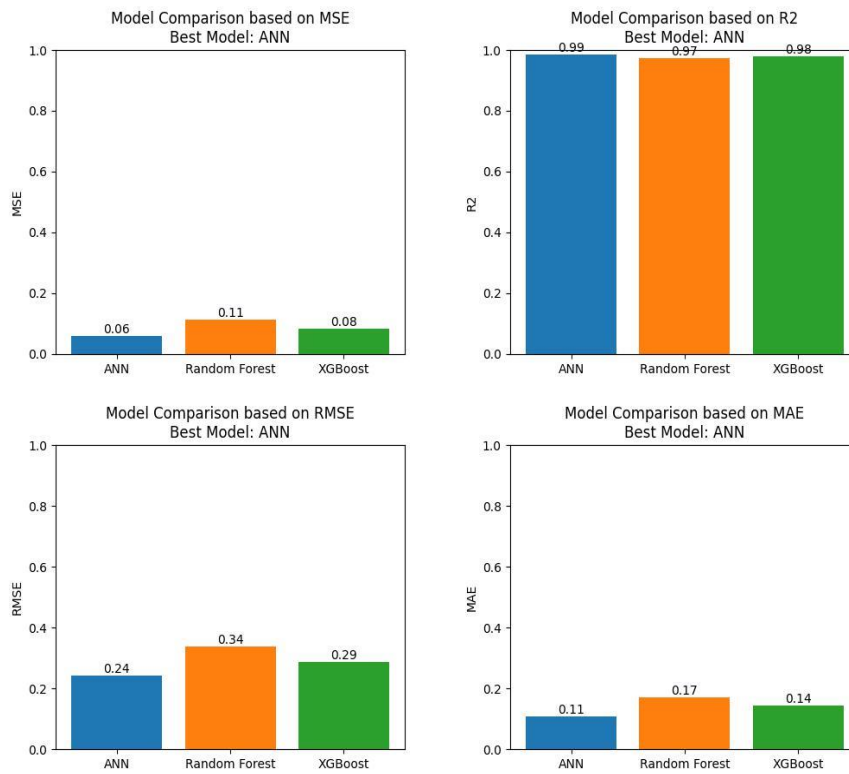 Model Comparison based on MSE
Best Model: ANN
1.0
0.8
0.6
0.4
0.2
0.0
MSE
0.06
0.11
0.08
ANN Random Forest XGBoost
Model Comparison based on R2
Best Model: ANN
1.0
0.8
0.6
0.4
0.2
0.0
R2
0.99
0.97
0.98
ANN Random Forest XGBoost
Model Comparison based on RMSE
Best Model: ANN
1.0
0.8
0.6
0.4
0.2
0.0
RMSE
0.24
0.34
0.29
ANN Random Forest XGBoost
Model Comparison based on MAE
Best Model: ANN
1.0
0.8
0.6
0.4
0.2
0.0
MAE
0.11
0.17
0.14
ANN Random Forest XGBoost